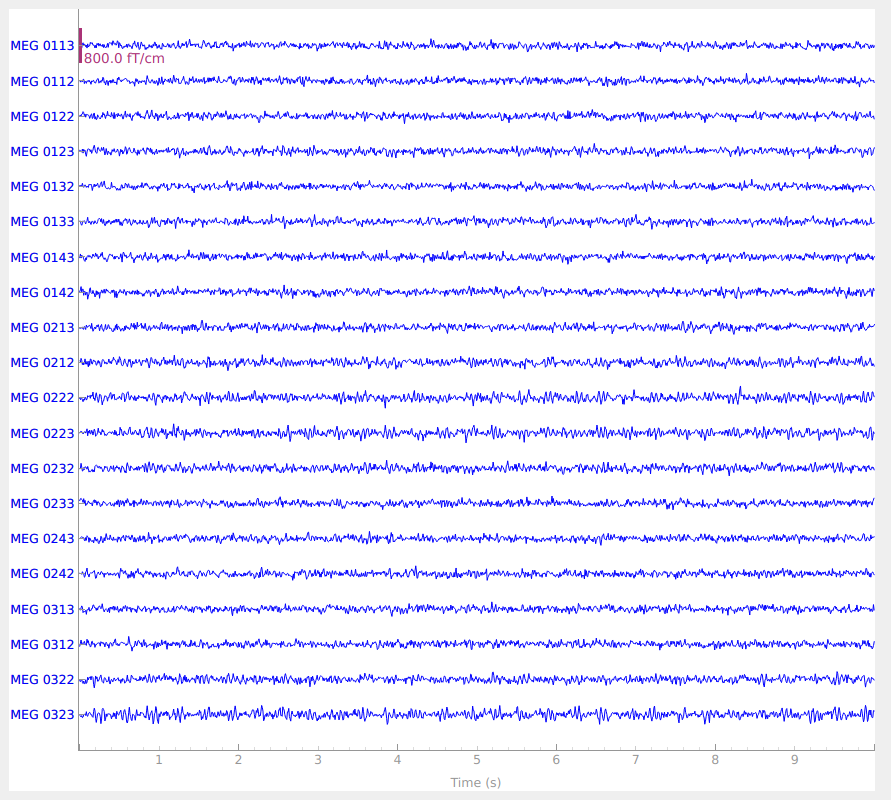 MEG 0113
800.0 fT/cm
MEG 0112
MEG 0122
MEG 0123
MEG 0132
MEG 0133
MEG 0143
MEG 0142
MEG 0213
MEG 0212
MEG 0222
MEG 0223
MEG 0232
MEG 0233
MEG 0243
MEG 0242
MEG 0313
MEG 0312
MEG 0322
MEG 0323
1 2 3 4 5 6 7 8 9
Time (s)